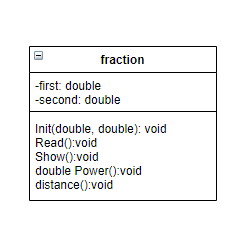 fraction
-first: double
-second: double
Init(double, double): void
Read():void
Show():void
double Power():void
distance():void